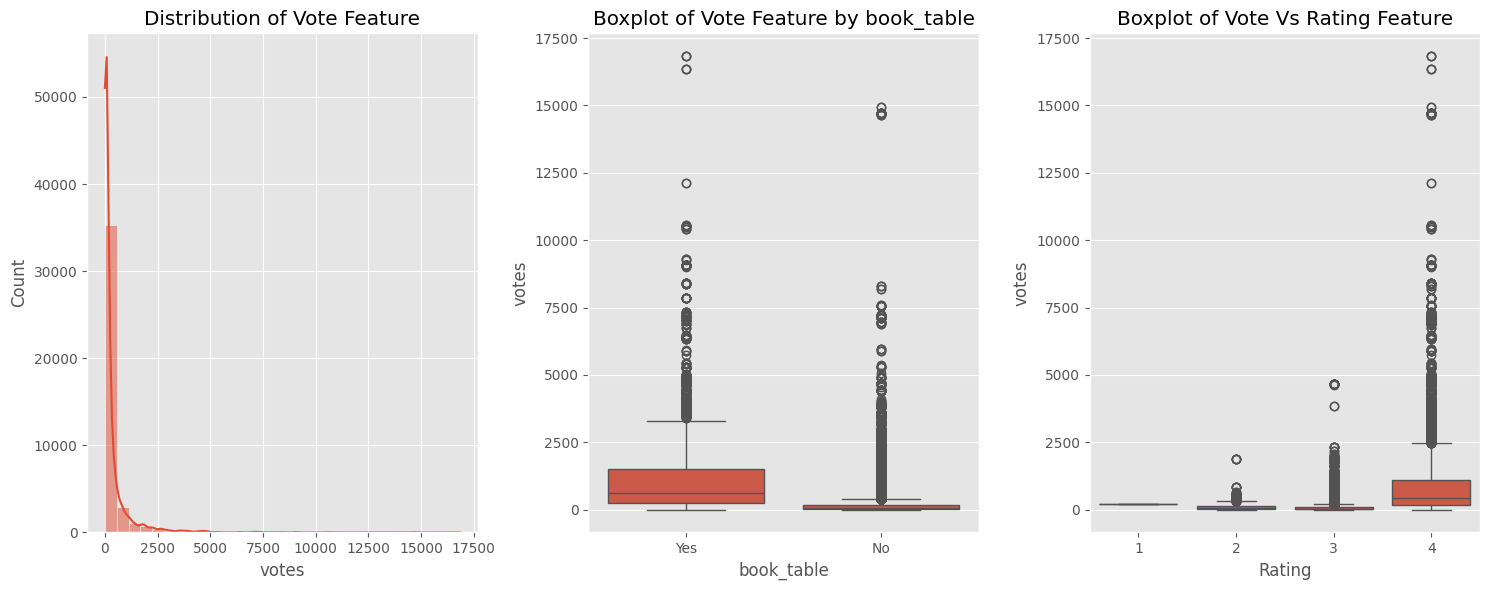 Distribution of Vote Feature
Count
50000
40000
30000
20000
10000
0
0 2500 5000 7500 10000 12500 15000 17500
votes
Boxplot of Vote Feature by book_table
votes
17500
15000
12500
10000
7500
5000
2500
0
Yes No
book_table
Boxplot of Vote Vs Rating Feature
votes
17500
15000
12500
10000
7500
5000
2500
0
1 2 3 4
Rating